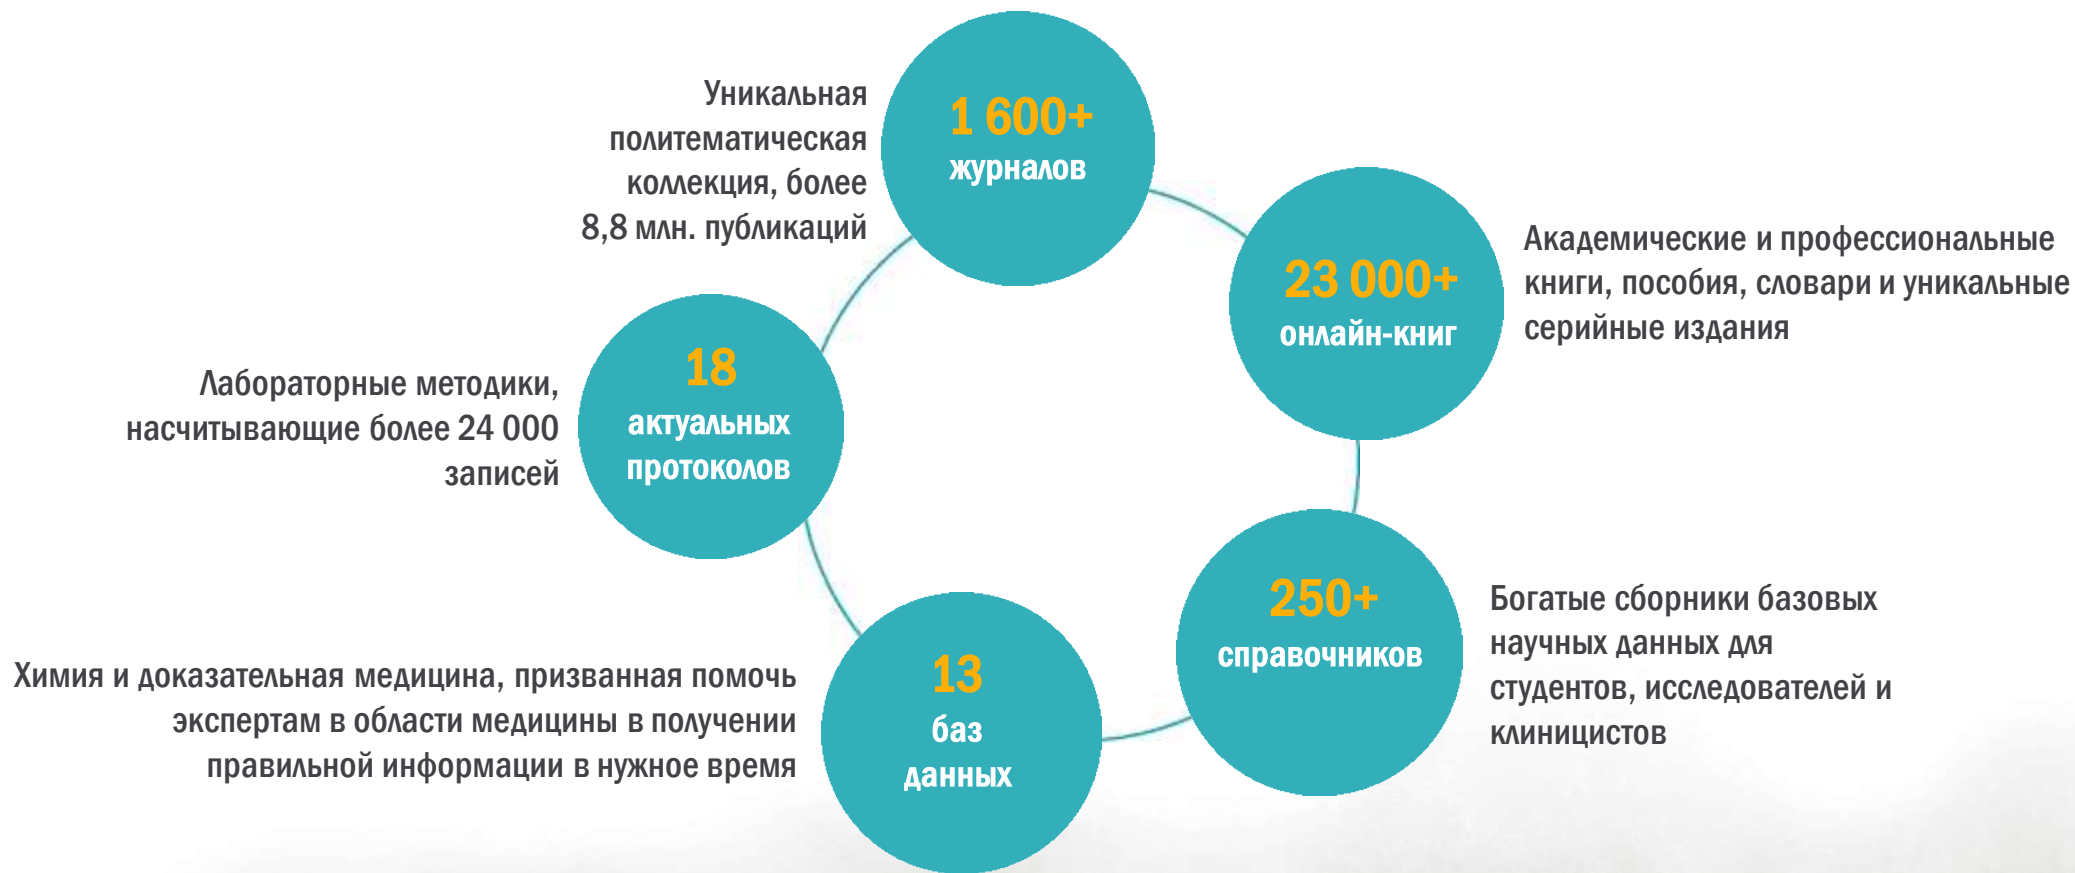 Уникальная
политематическая
коллекция, более
8,8 млн. публикаций
1 600+
журналов
23 000+
онлайн-книг
Академические и профессиональные
книги, пособия, словари и уникальные
серийные издания
Лабораторные методики,
насчитывающие более 24 000
записей
18
актуальных
протоколов
250+
справочников
Богатые сборники базовых
научных данных для
студентов, исследователей и
клиницистов
Химия и доказательная медицина, призванная помочь
экспертам в области медицины в получении
правильной информации в нужное время
13
баз
данных